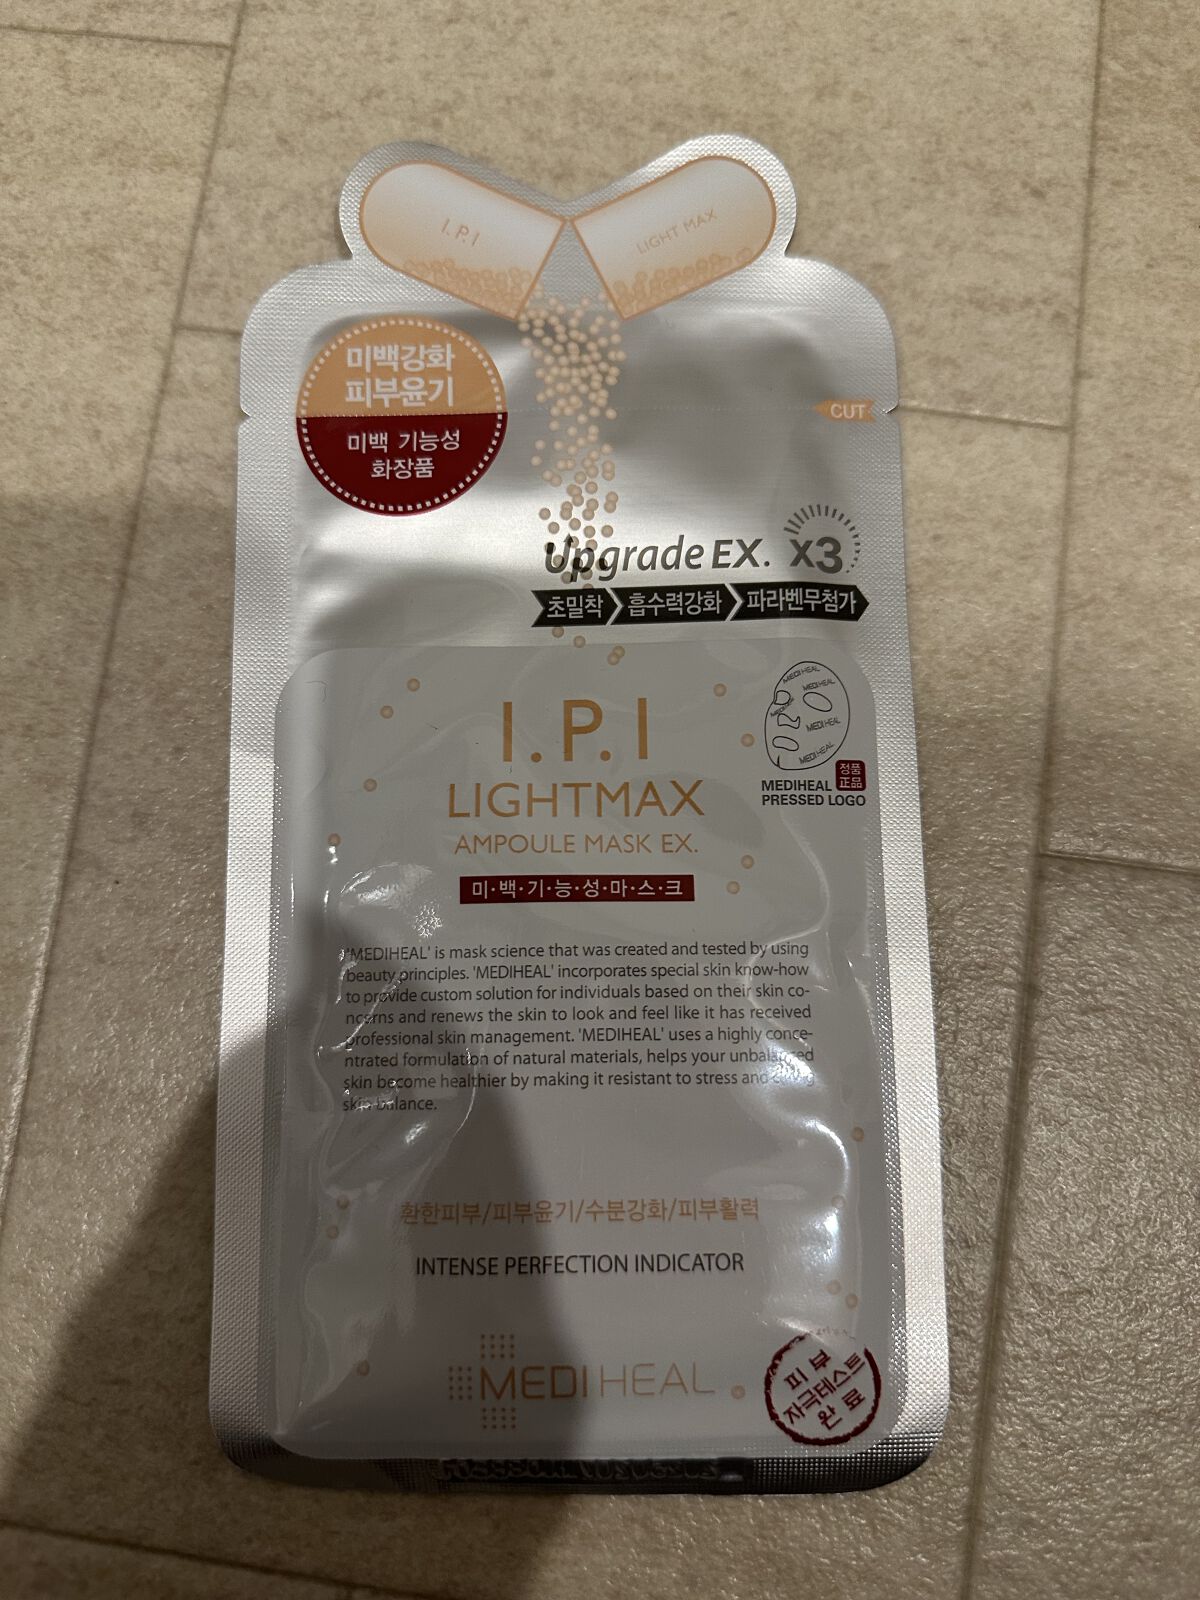 I.P.I
LIGHT MAX
미백강화
피부윤기
미백 기능성
화장품
CUT
Upgrade EX. X3
초밀착 흡수력강화 파라벤무첨가
MEDIHEAL
MEDIHEAL
MEDIHEAL
MEDIHEAL
MEDIHEAL
I.P.I
LIGHTMAX
AMPOULE MASK EX.
미·백·기·능·성·마·스·크
MEDIHEAL
정품
正品
PRESSED LOGO
'MEDIHEAL' is mask science that was created and tested by using
beauty principles. 'MEDIHEAL' incorporates special skin know-how
to provide custom solution for individuals based on their skin co-
ncerns and renews the skin to look and feel like it has received
professional skin management. 'MEDIHEAL' uses a highly conce-
ntrated formulation of natural materials, helps your unbalanced
skin become healthier by making it resistant to stress and
skin balance.
환한피부/피부윤기/수분강화/피부활력
INTENSE PERFECTION INDICATOR
MEDIHEAL
피부
자극테스트
완료